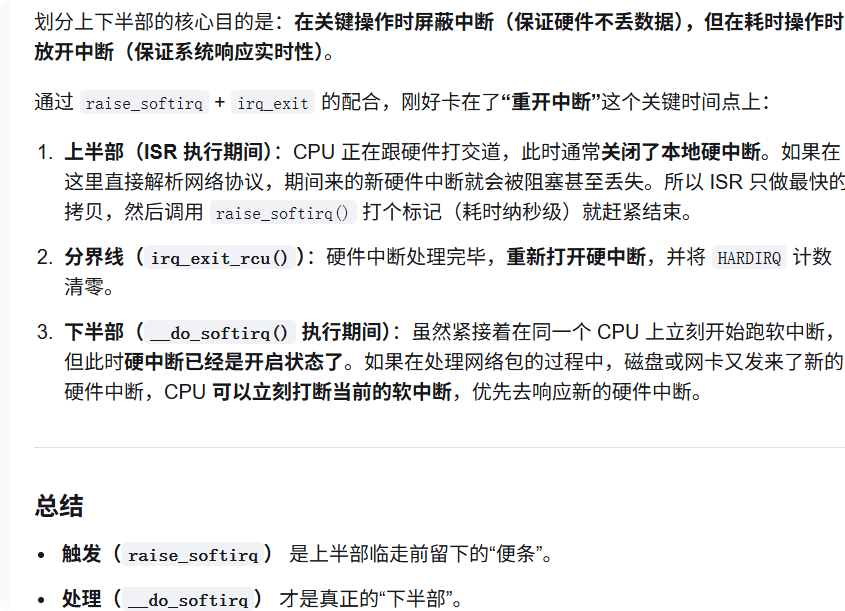 划分上下半部的核心目的是：在关键操作时屏蔽中断（保证硬件不丢数据），但在耗时操作时
放开中断（保证系统响应实时性）。
通过 raise_softirq + irq_exit 的配合，刚好卡在了“重开中断”这个关键时间点上：
1. 上半部（ISR 执行期间）：CPU 正在跟硬件打交道，此时通常关闭了本地硬中断。如果在
这里直接解析网络协议，期间来的新硬件中断就会被阻塞甚至丢失。所以 ISR 只做最快的
拷贝，然后调用 raise_softirq() 打个标记（耗时纳秒级）就赶紧结束。
2. 分界线（irq_exit_rcu()）：硬件中断处理完毕，重新打开硬中断，并将 HARDIRQ 计数
清零。
3. 下半部（__do_softirq() 执行期间）：虽然紧接着在同一个 CPU 上立刻开始跑软中断，
但此时硬中断已经是开启状态了。如果在处理网络包的过程中，磁盘或网卡又发来了新的
硬件中断，CPU 可以立刻打断当前的软中断，优先去响应新的硬件中断。
总结
• 触发（raise_softirq） 是上半部临走前留下的“便条”。
• 处理（__do_softirq） 才是真正的“下半部”。